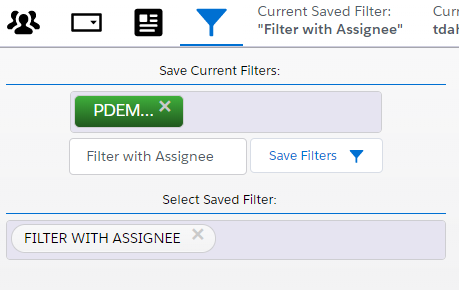 Current Saved Filter:
"Filter with Assignee"
Curr
tdah
Save Current Filters:
PDEM...
Filter with Assignee
Save Filters
Select Saved Filter:
FILTER WITH ASSIGNEE